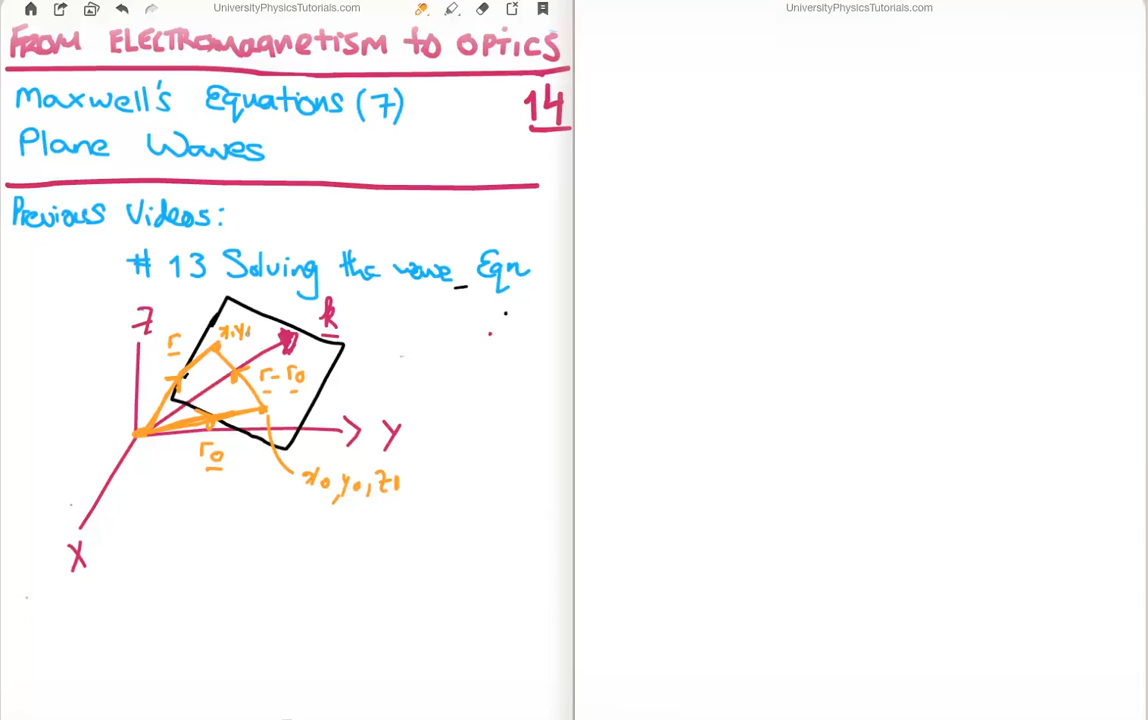 UniversityPhysicsTutorials.com
UniversityPhysicsTutorials.com
FROM ELECTROmagnetism to OPTICS
Maxwell's Equations (7)
14
Plane Waves
Previous Videos:
# 13 Solving the wave Eqn
Z
k
r
x,y,
r-r0
Y
r0
x0,y0,z0
X